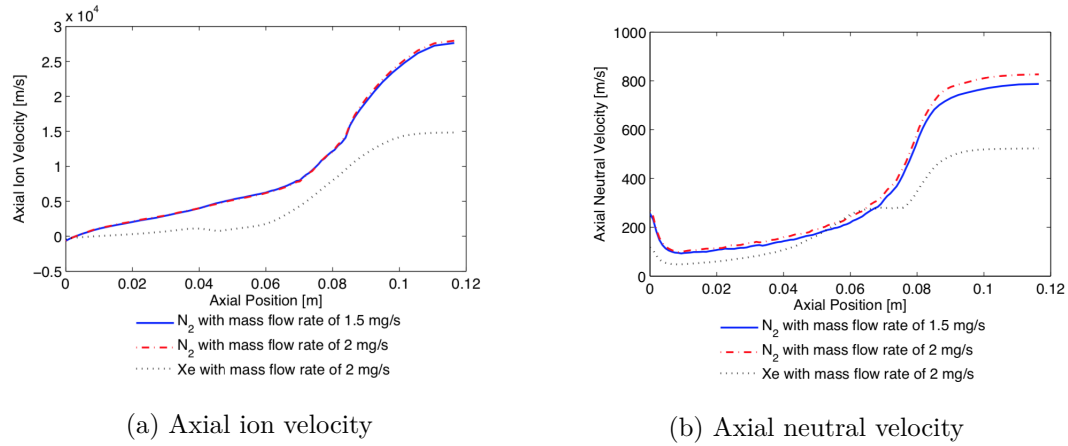 × 10⁴
3
2.5
2
1.5
1
0.5
0
−0.5
Axial Ion Velocity [m/s]
0 0.02 0.04 0.06 0.08 0.1 0.12
Axial Position [m]
N₂ with mass flow rate of 1.5 mg/s
N₂ with mass flow rate of 2 mg/s
Xe with mass flow rate of 2 mg/s
(a) Axial ion velocity
1000
800
600
400
200
0
Axial Neutral Velocity [m/s]
0 0.02 0.04 0.06 0.08 0.1 0.12
Axial Position [m]
N₂ with mass flow rate of 1.5 mg/s
N₂ with mass flow rate of 2 mg/s
Xe with mass flow rate of 2 mg/s
(b) Axial neutral velocity